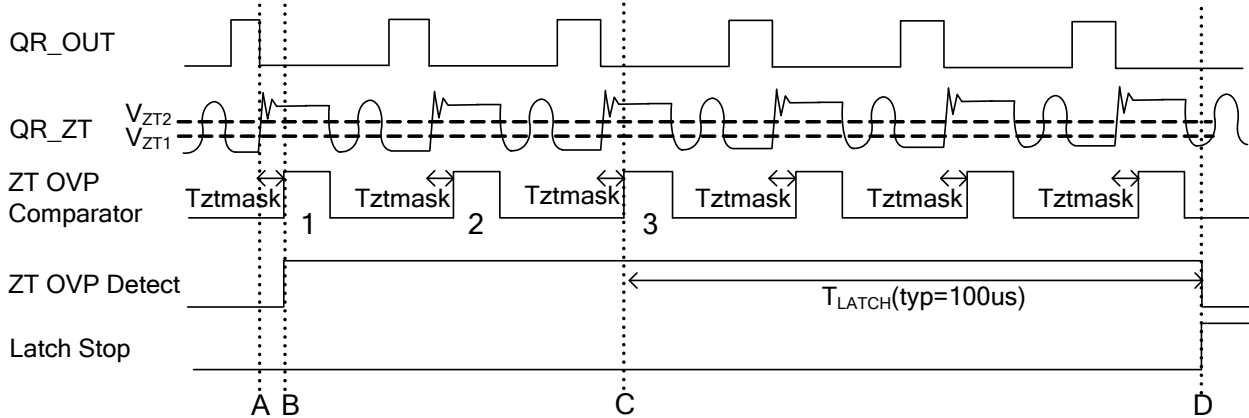 QR_OUT
QR_ZT
VZT2
VZT1
ZT OVP
Comparator
Tztmask Tztmask Tztmask Tztmask Tztmask Tztmask
1 2 3
ZT OVP Detect
TLATCH(typ=100us)
Latch Stop
A B C D